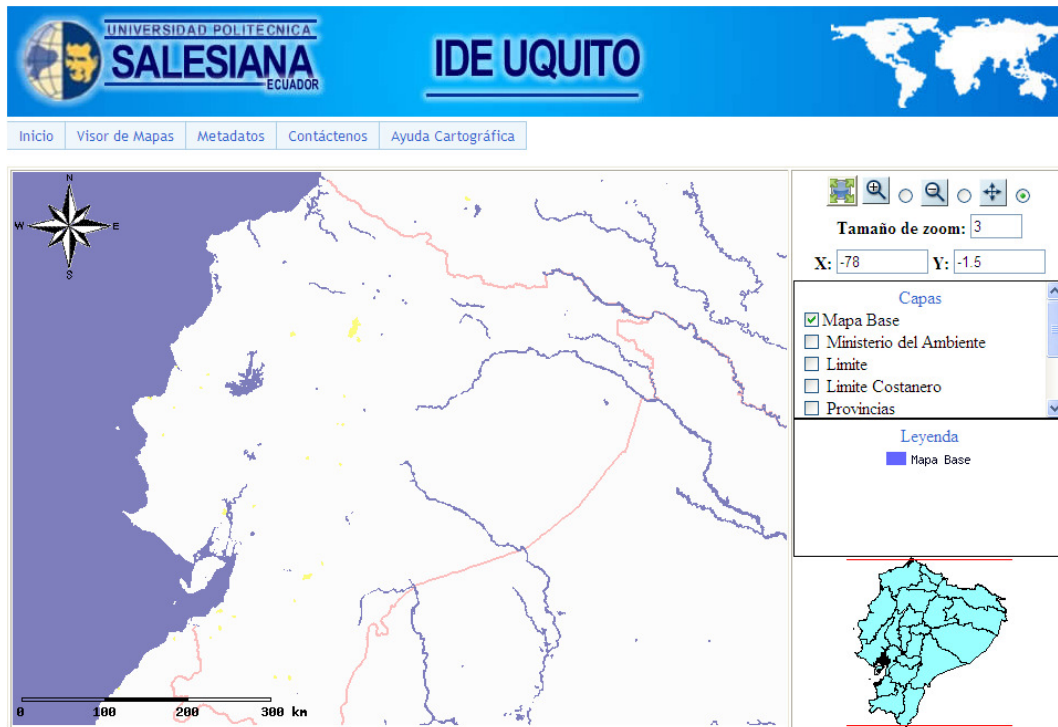 UNIVERSIDAD POLITECNICA
SALESIANA
ECUADOR
IDE UQUITO
Inicio Visor de Mapas Metadatos Contáctenos Ayuda Cartográfica
N
W E
S
Tamaño de zoom: 3
X: -78 Y: -1.5
Capas
Mapa Base
Ministerio del Ambiente
Limite
Limite Costanero
Provincias
Leyenda
Mapa Base
0 100 200 300 km